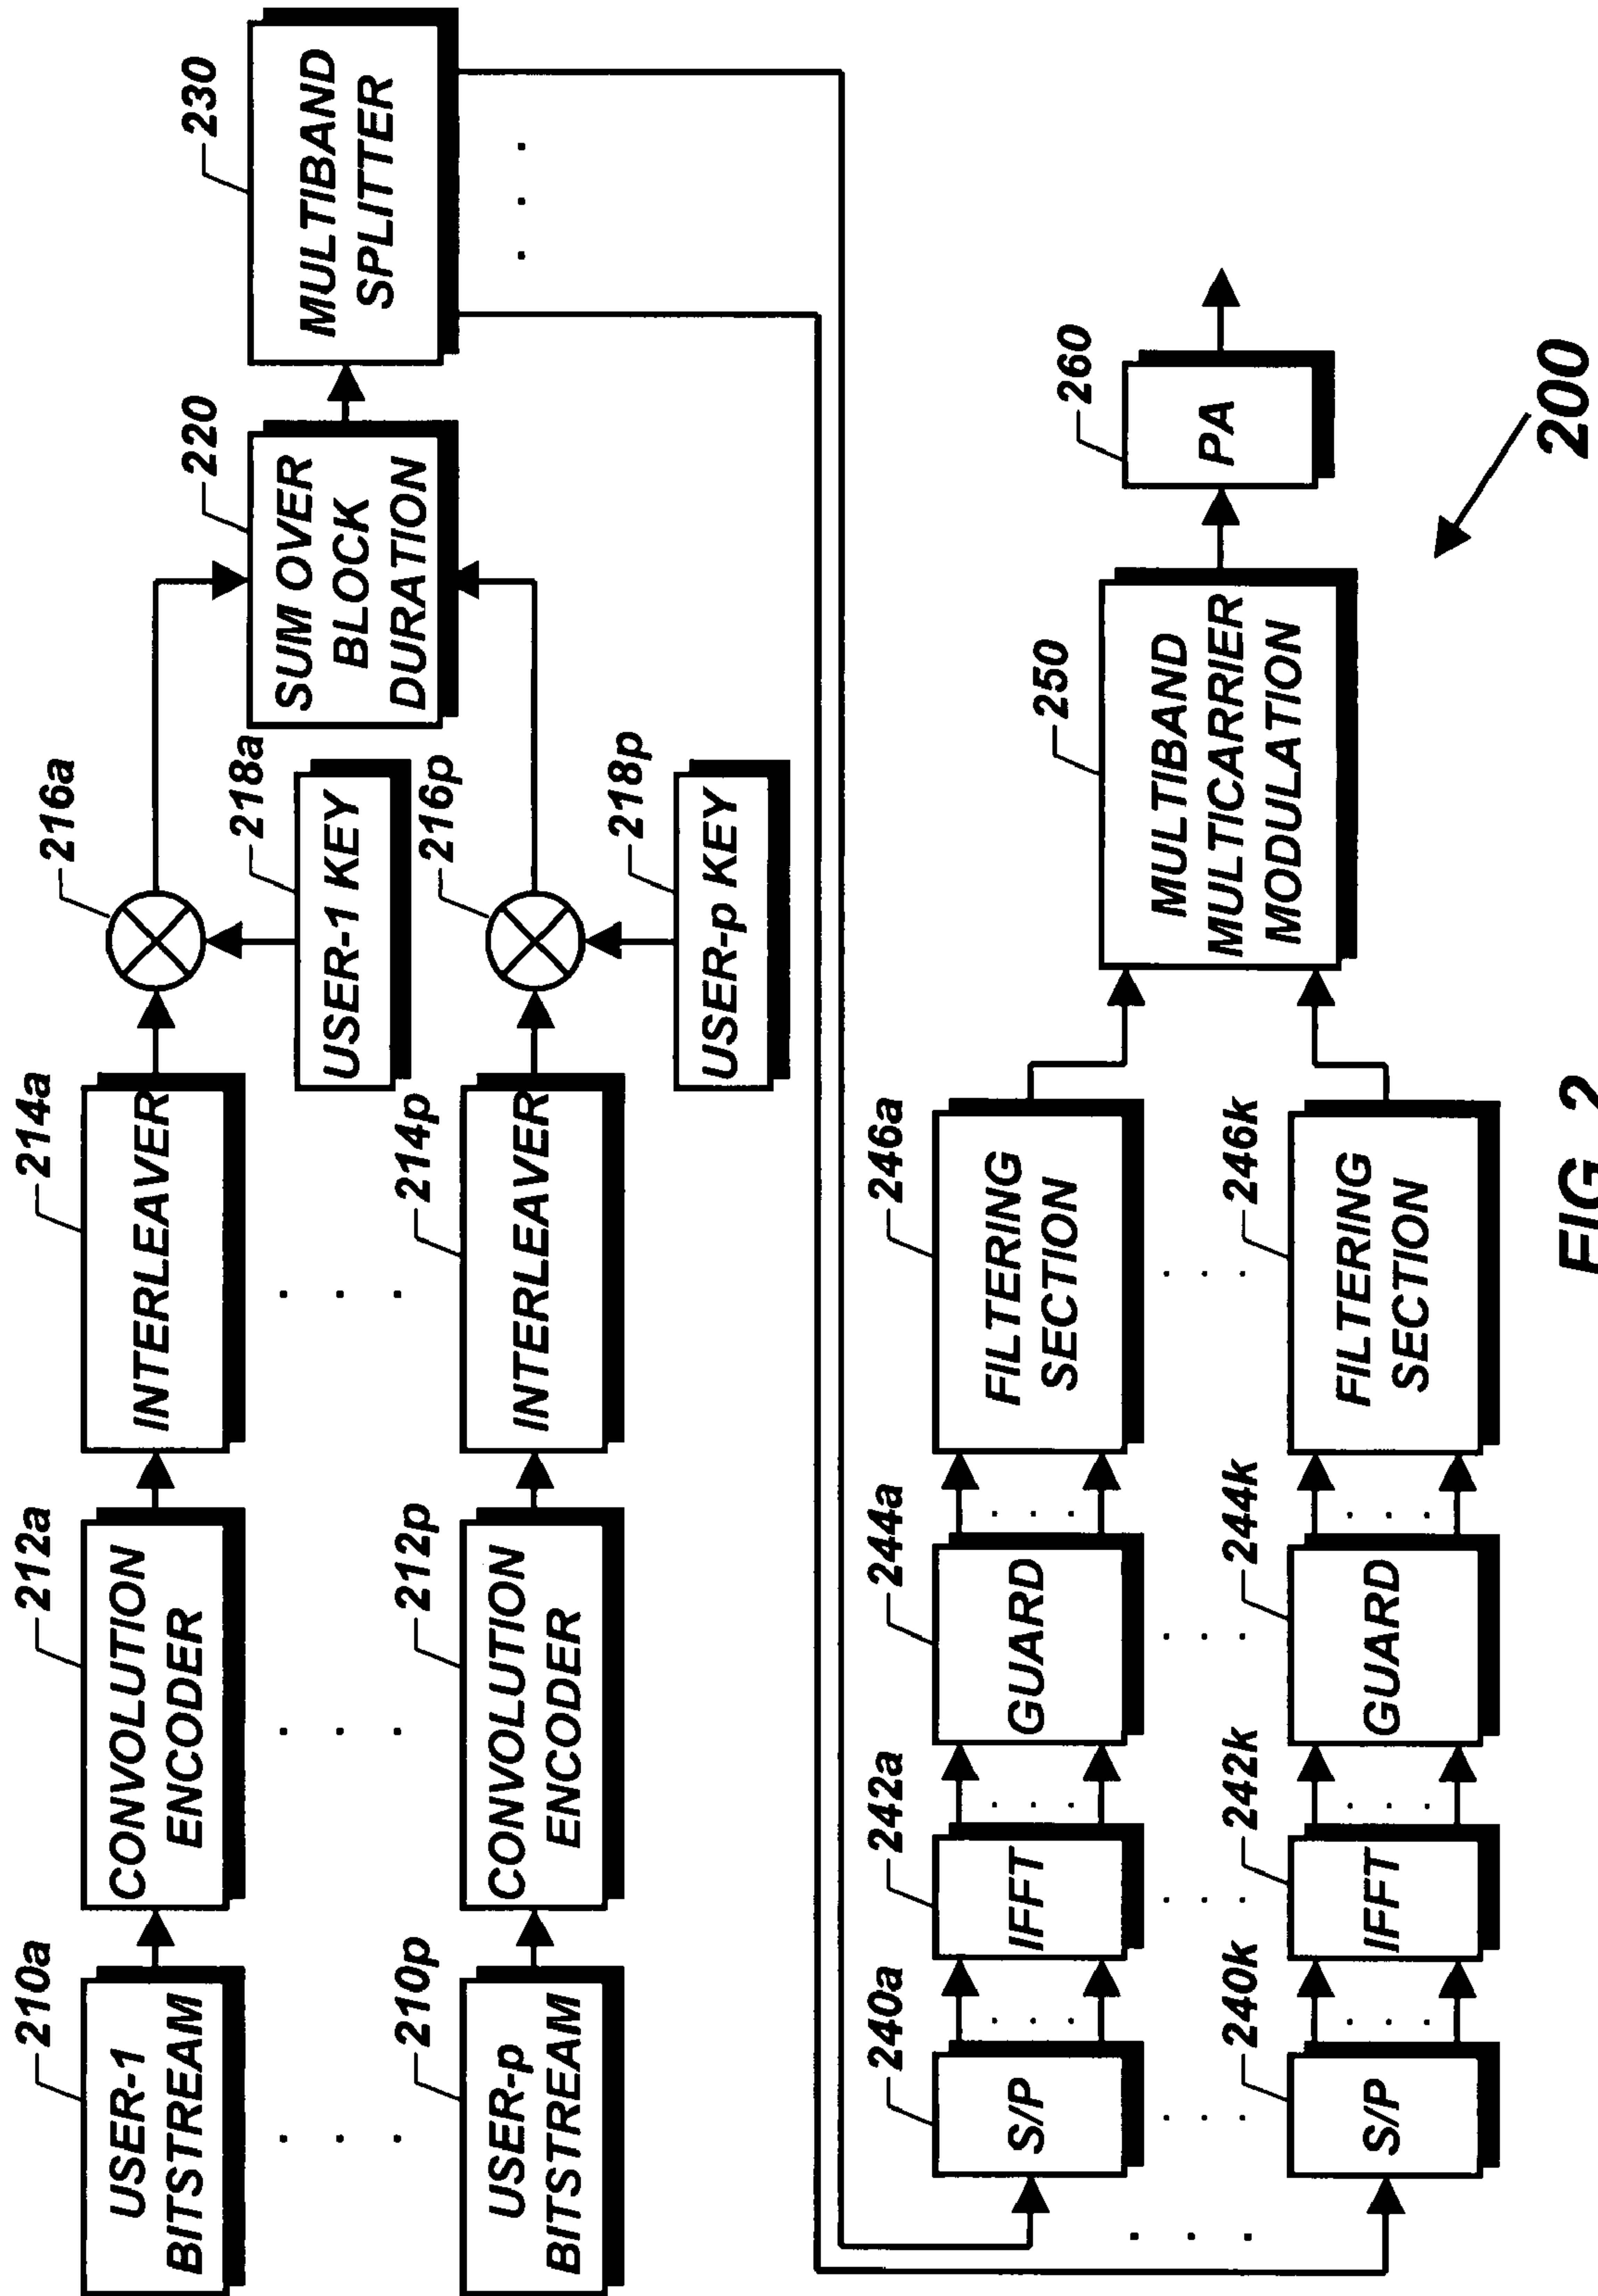 210a
USER-1
BITSTREAM
212a
CONVOLUTION
ENCODER
214a
INTERLEAVER
216a
218a
USER-1 KEY
210p
USER-p
BITSTREAM
212p
CONVOLUTION
ENCODER
214p
INTERLEAVER
216p
218p
USER-p KEY
220
SUM OVER
BLOCK
DURATION
230
MULTIBAND
SPLITTER
240a
S/P
242a
IFFT
244a
GUARD
246a
FILTERING
SECTION
240k
S/P
242k
IFFT
244k
GUARD
246k
FILTERING
SECTION
250
MULTIBAND
MULTICARRIER
MODULATION
260
PA
200
FIG. 2